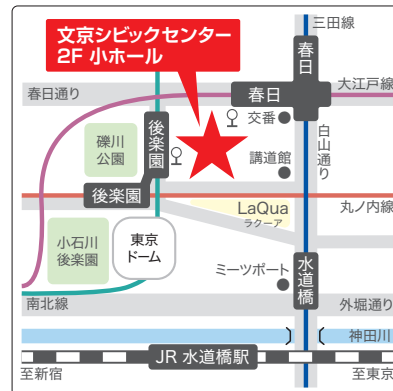 三田線
文京シビックセンター
2F 小ホール
春日
春日通り
春日
大江戸線
交番
後楽園
礫川
公園
白山通り
講道館
後楽園
LaQua
ラクーア
丸ノ内線
小石川
後楽園
東京
ドーム
ミーツポート
水道橋
南北線
外堀通り
神田川
JR 水道橋駅
至新宿
至東京